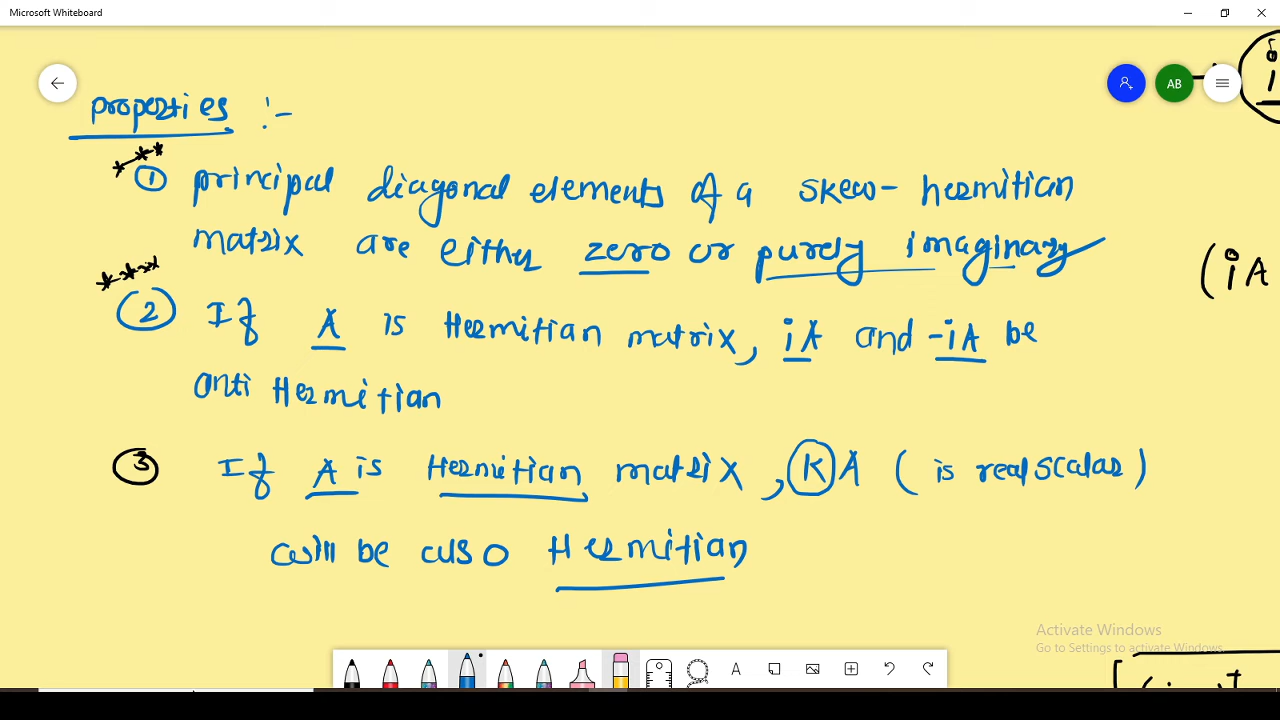 Microsoft Whiteboard
properties :-
① principal diagonal elements of a skew-hermitian
matrix are either zero or purely imaginary
(2) If A is Hermitian matrix, iA and -iA be
anti Hermitian
③ If A is Hermitian matrix, KA ( is real scalar )
will be also Hermitian
(iA
AB
Activate Windows
Go to Settings to activate Windows.
A